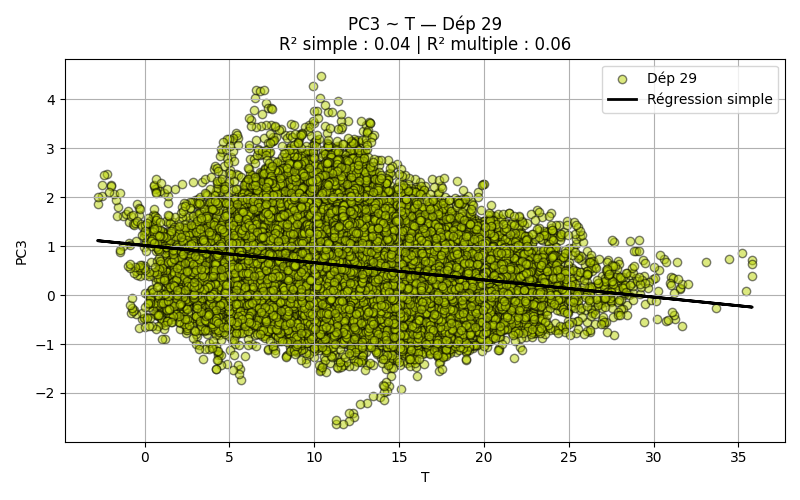 PC3 ~ T — Dép 29
R² simple : 0.04 | R² multiple : 0.06
Dép 29
Régression simple
4
3
2
1
0
−1
−2
PC3
0 5 10 15 20 25 30 35
T